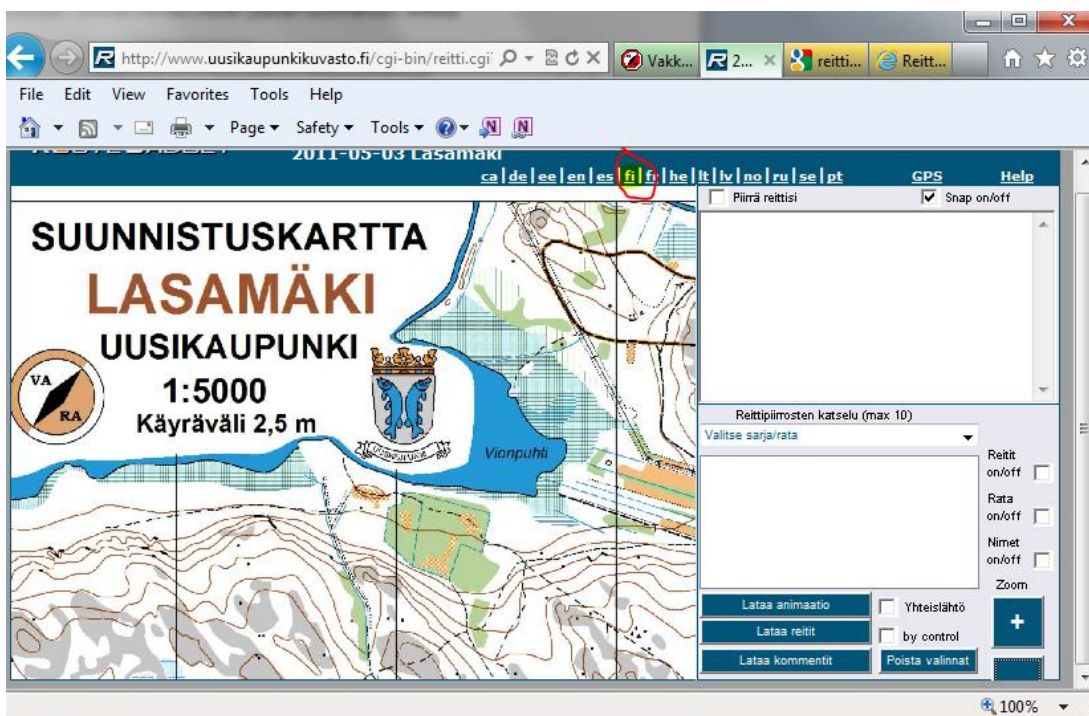 http://www.uusikaupunkikuvasto.fi/cgi-bin/reitti.cgi
Vakk...
2...
reitti...
Reitt...
File Edit View Favorites Tools Help
Page Safety Tools
2011-05-03 Lasamäki
ca|de|ee|en|es|fi|fr|he|lt|lv|no|ru|se|pt GPS Help
Piirrä reittisi Snap on/off
SUUNNISTUSKARTTA
LASAMÄKI
UUSIKAUPUNKI
VA
RA
1:5000
Käyräväli 2,5 m
UUSIKAUPUNKI
Vionpuhti
Reittipiirrosten katselu (max 10)
Valitse sarja/rata
Reitit
on/off
Rata
on/off
Nimet
on/off
Zoom
+
Lataa animaatio Yhteislähtö
Lataa reitit by control
Lataa kommentit Poista valinnat
100%